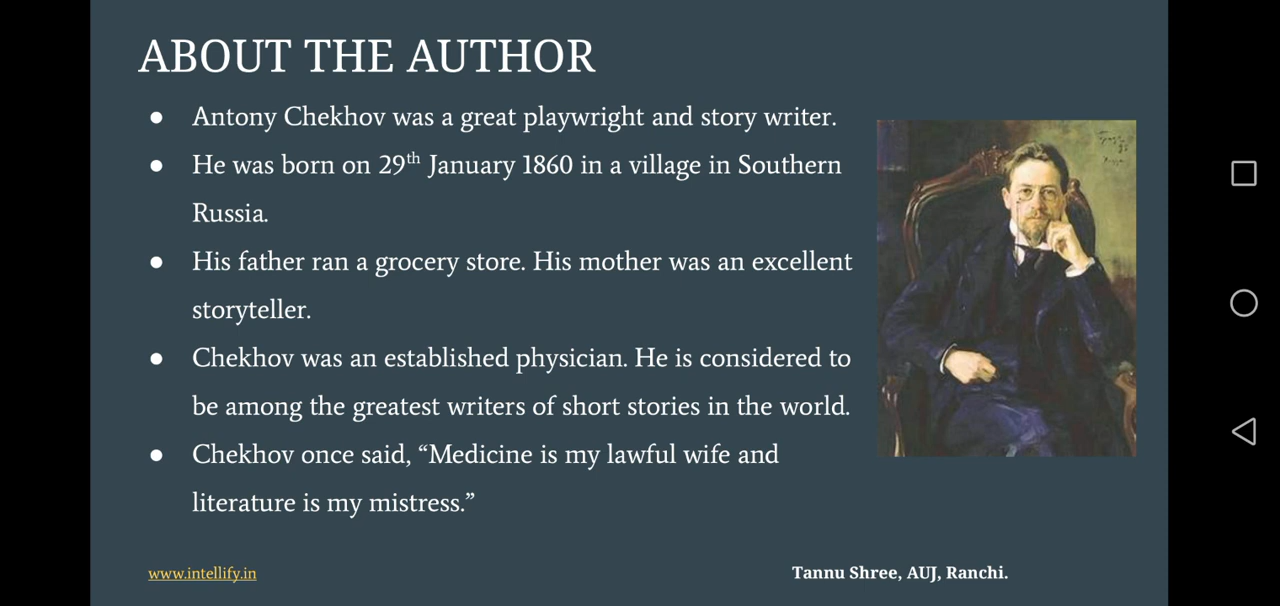 ABOUT THE AUTHOR
● Antony Chekhov was a great playwright and story writer.
● He was born on 29th January 1860 in a village in Southern
Russia.
● His father ran a grocery store. His mother was an excellent
storyteller.
● Chekhov was an established physician. He is considered to
be among the greatest writers of short stories in the world.
● Chekhov once said, “Medicine is my lawful wife and
literature is my mistress.”
www.intellify.in
Tannu Shree, AUJ, Ranchi.